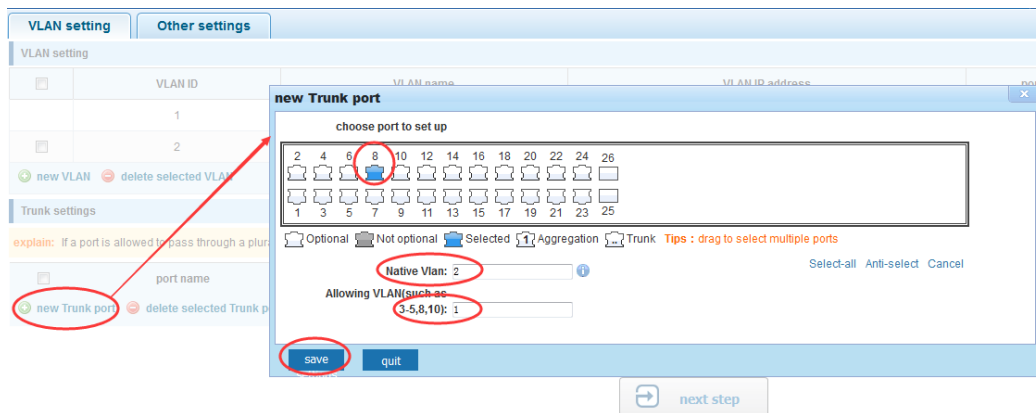 VLAN setting Other settings
VLAN setting
VLAN ID VLAN name VLAN IP address
1
2
new VLAN delete selected VLAN
Trunk settings
explain: If a port is allowed to pass through a plura
port name
new Trunk port delete selected Trunk p
new Trunk port
choose port to set up
2 4 6 8 10 12 14 16 18 20 22 24 26
1 3 5 7 9 11 13 15 17 19 21 23 25
Optional Not optional Selected 1 Aggregation .. Trunk Tips : drag to select multiple ports
Select-all Anti-select Cancel
Native Vlan: 2
Allowing VLAN(such as
3-5,8,10): 1
save quit
next step